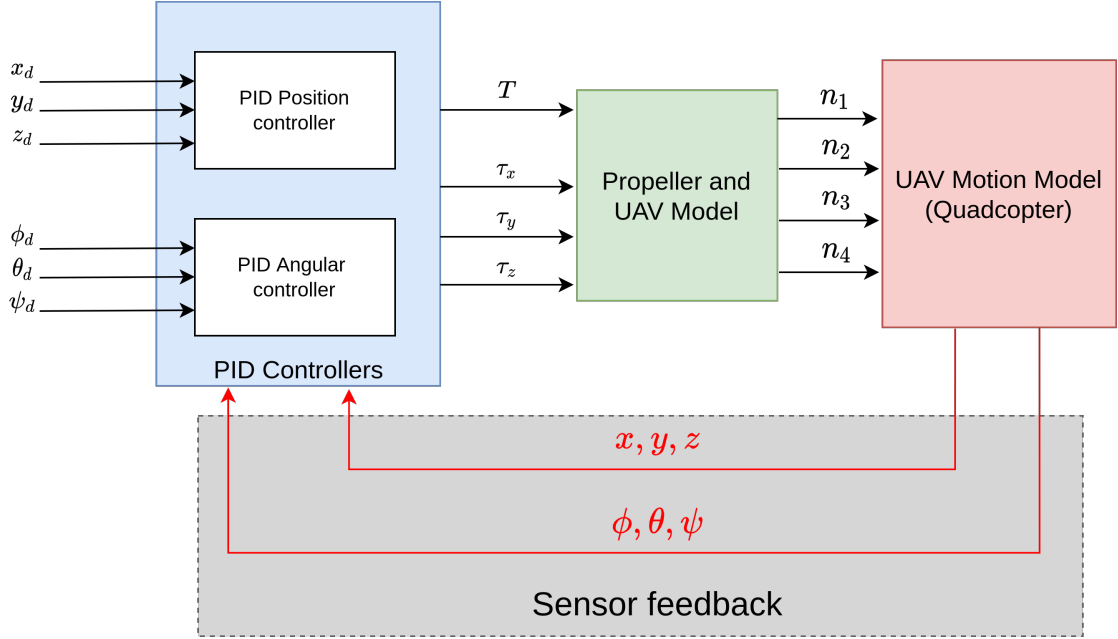 x_d
y_d
z_d
PID Position
controller
ϕ_d
θ_d
ψ_d
PID Angular
controller
PID Controllers
T
τ_x
τ_y
τ_z
Propeller and
UAV Model
n_1
n_2
n_3
n_4
UAV Motion Model
(Quadcopter)
x, y, z
ϕ, θ, ψ
Sensor feedback